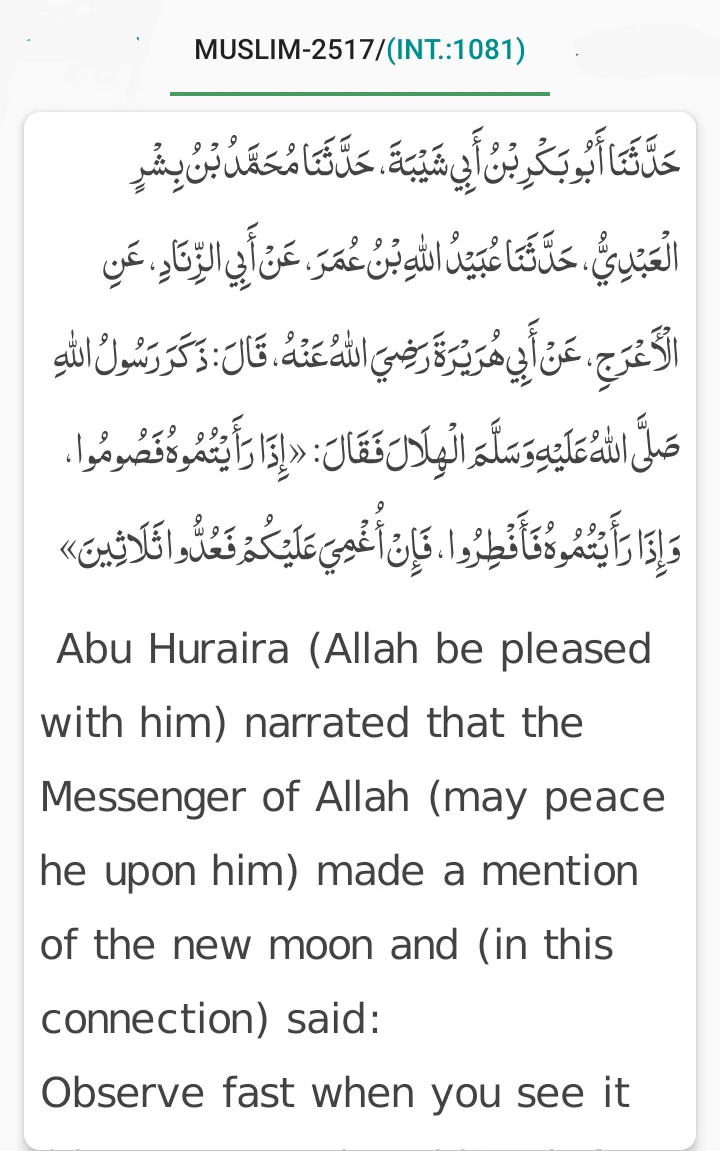 MUSLIM-2517/(INT.:1081)
حَدَّثَنَا أَبُو بَكْرِ بْنُ أَبِي شَيْبَةَ، حَدَّثَنَا مُحَمَّدُ بْنُ بِشْرٍ
الْعَبْدِيُّ، حَدَّثَنَا عُبَيْدُ اللهِ بْنُ عُمَرَ، عَنْ أَبِي الزِّنَادِ، عَنِ
الْأَعْرَجِ، عَنْ أَبِي هُرَيْرَةَ رَضِيَ اللهُ عَنْهُ، قَالَ: ذَكَرَ رَسُولُ اللهِ
صَلَّى اللهُ عَلَيْهِ وَسَلَّمَ الْهِلَالَ فَقَالَ: «إِذَا رَأَيْتُمُوهُ فَصُومُوا،
وَإِذَا رَأَيْتُمُوهُ فَأَفْطِرُوا، فَإِنْ أُغْمِيَ عَلَيْكُمْ فَعُدُّوا ثَلَاثِينَ»
Abu Huraira (Allah be pleased
with him) narrated that the
Messenger of Allah (may peace
he upon him) made a mention
of the new moon and (in this
connection) said:
Observe fast when you see it